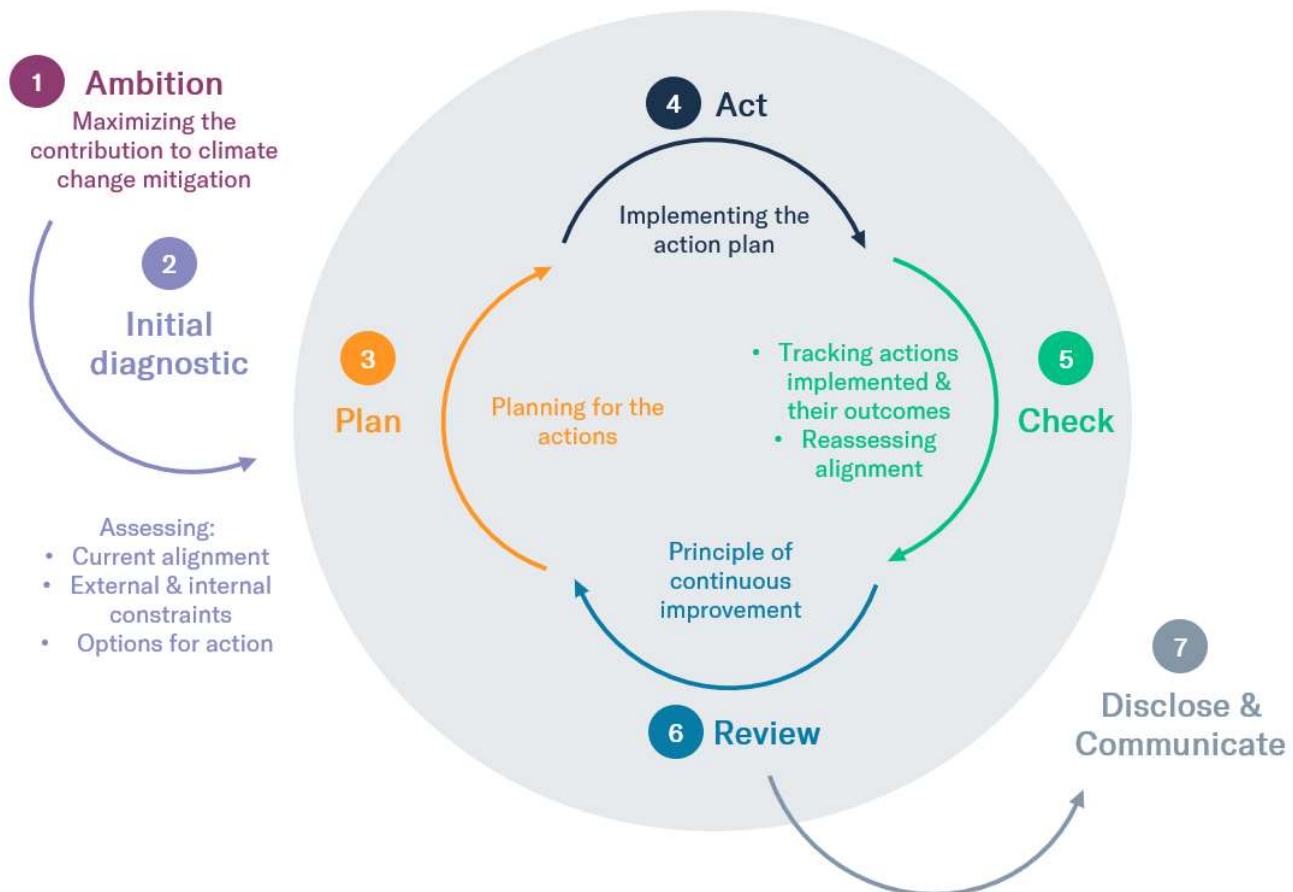 1 Ambition
Maximizing the
contribution to climate
change mitigation
2
Initial
diagnostic
Assessing:
• Current alignment
• External & internal
constraints
• Options for action
3
Plan
Planning for the
actions
4 Act
Implementing the
action plan
5
Check
• Tracking actions
implemented &
their outcomes
• Reassessing
alignment
6 Review
Principle of
continuous
improvement
7
Disclose &
Communicate